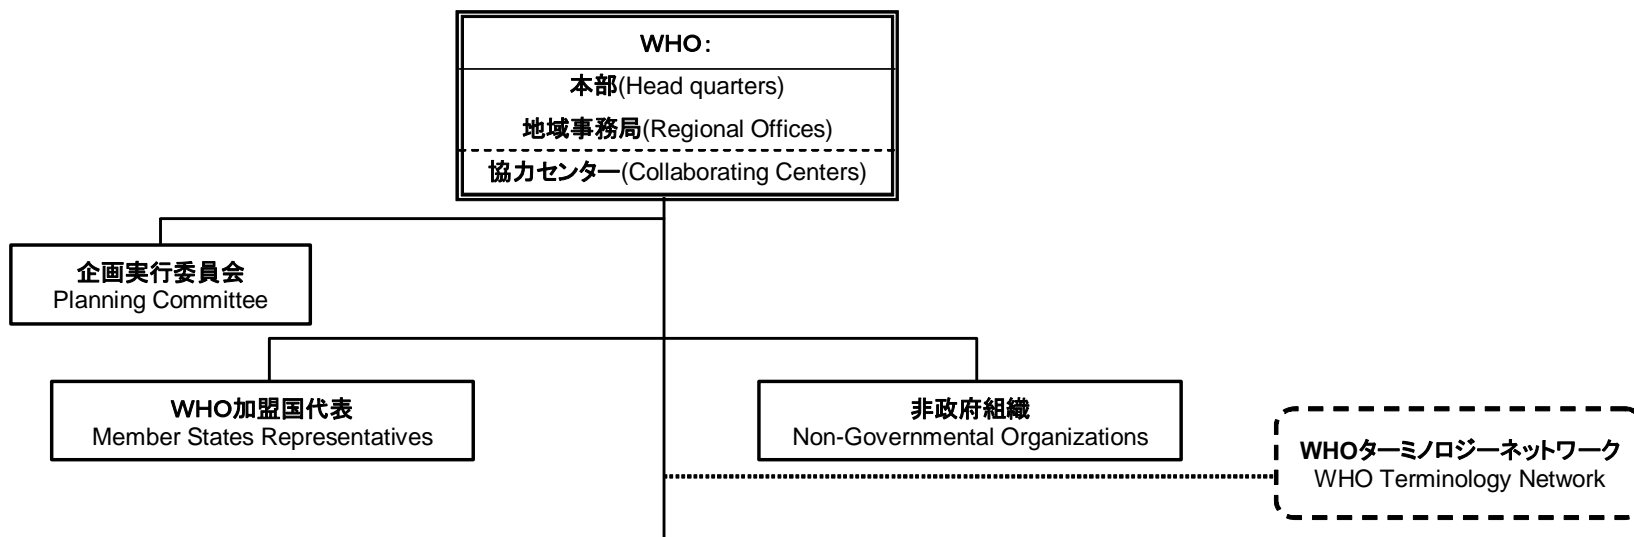 WHO:
本部(Head quarters)
地域事務局(Regional Offices)
協力センター(Collaborating Centers)
企画実行委員会
Planning Committee
WHO加盟国代表
Member States Representatives
非政府組織
Non-Governmental Organizations
WHOターミノロジーネットワーク
WHO Terminology Network